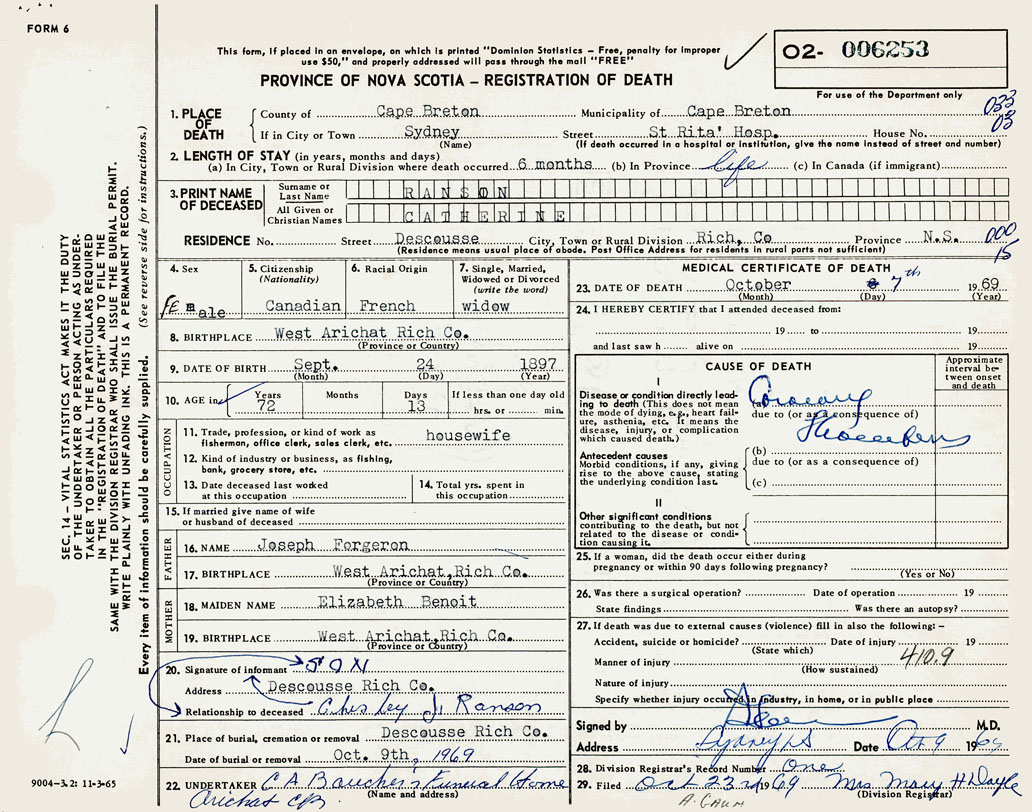 FORM 6
This form, if placed in an envelope, on which is printed "Dominion Statistics – Free, penalty for improper
use $50," and properly addressed will pass through the mail "FREE"
PROVINCE OF NOVA SCOTIA – REGISTRATION OF DEATH
02- 006253
For use of the Department only
033
03
1. PLACE OF DEATH
County of Cape Breton Municipality of Cape Breton
If in City or Town Sydney Street St Rita' Hosp. House No.
(Name) (If death occurred in a hospital or institution, give the name instead of street and number)
2. LENGTH OF STAY (in years, months and days)
(a) In City, Town or Rural Division where death occurred 6 months (b) In Province life (c) In Canada (if immigrant)
3. PRINT NAME OF DECEASED
Surname or Last Name RANSON
All Given or Christian Names CATHERINE
RESIDENCE No. Street Descousse City, Town or Rural Division Rich, Co Province N.S.
(Residence means usual place of abode. Post Office Address for residents in rural parts not sufficient)
000
15
4. Sex
Female
5. Citizenship
(Nationality)
Canadian
6. Racial Origin
French
7. Single, Married,
Widowed or Divorced
(write the word)
widow
8. BIRTHPLACE West Arichat Rich Co.
(Province or Country)
9. DATE OF BIRTH Sept. 24 1897
(Month) (Day) (Year)
10. AGE in Years Months Days If less than one day old
72 13 hrs. or min.
OCCUPATION
11. Trade, profession, or kind of work as
fisherman, office clerk, sales clerk, etc. housewife
12. Kind of industry or business, as fishing,
bank, grocery store, etc.
13. Date deceased last worked
at this occupation
14. Total yrs. spent in
this occupation
15. If married give name of wife
or husband of deceased
FATHER
16. NAME Joseph Forgeron
17. BIRTHPLACE West Arichat, Rich Co.
(Province or Country)
MOTHER
18. MAIDEN NAME Elizabeth Benoit
19. BIRTHPLACE West Arichat, Rich Co.
(Province or Country)
20. Signature of informant SON
Address Descousse Rich Co.
Relationship to deceased Chesley J. Ranson
21. Place of burial, cremation or removal Descousse Rich Co.
Date of burial or removal Oct. 9th, 1969
22. UNDERTAKER C A Boucher's Funeral Home
(Name and address)
Arichat CB
MEDICAL CERTIFICATE OF DEATH
23. DATE OF DEATH October 7th 1969
(Month) (Day) (Year)
24. I HEREBY CERTIFY that I attended deceased from:
19 to 19
and last saw h alive on 19
CAUSE OF DEATH
Approximate
interval be-
tween onset
and death
I
Disease or condition directly lead-
ing to death (This does not mean
the mode of dying, e.g., heart fail-
ure, asthenia, etc. It means the
disease, injury, or complication
which caused death.)
(a) Coronary
due to (or as a consequence of)
Thrombosis
Antecedent causes
Morbid conditions, if any, giving
rise to the above cause, stating
the underlying condition last.
(b)
due to (or as a consequence of)
(c)
II
Other significant conditions
contributing to the death, but not
related to the disease or condi-
tion causing it.
25. If a woman, did the death occur either during
pregnancy or within 90 days following pregnancy?
(Yes or No)
26. Was there a surgical operation? Date of operation 19
State findings Was there an autopsy?
27. If death was due to external causes (violence) fill in also the following: –
Accident, suicide or homicide? Date of injury 19
(State which)
410.9
Manner of injury
(How sustained)
Nature of injury
Specify whether injury occurred in industry, in home, or in public place
Signed by M.D.
Address Sydney NS Date Oct 9 1969
28. Division Registrar's Record Number One
29. Filed Oct 23rd 1969 Mrs Mary H Doyle
(Division Registrar)
SEC. 14 – VITAL STATISTICS ACT MAKES IT THE DUTY
OF THE UNDERTAKER OR PERSON ACTING AS UNDER-
TAKER TO OBTAIN ALL THE PARTICULARS REQUIRED
IN THE "REGISTRATION OF DEATH" AND TO FILE THE
SAME WITH THE DIVISION REGISTRAR WHO SHALL ISSUE THE BURIAL PERMIT.
WRITE PLAINLY WITH UNFADING INK. THIS IS A PERMANENT RECORD.
Every item of information should be carefully supplied. (See reverse side for instructions.)
9004-3.2: 11-3-65